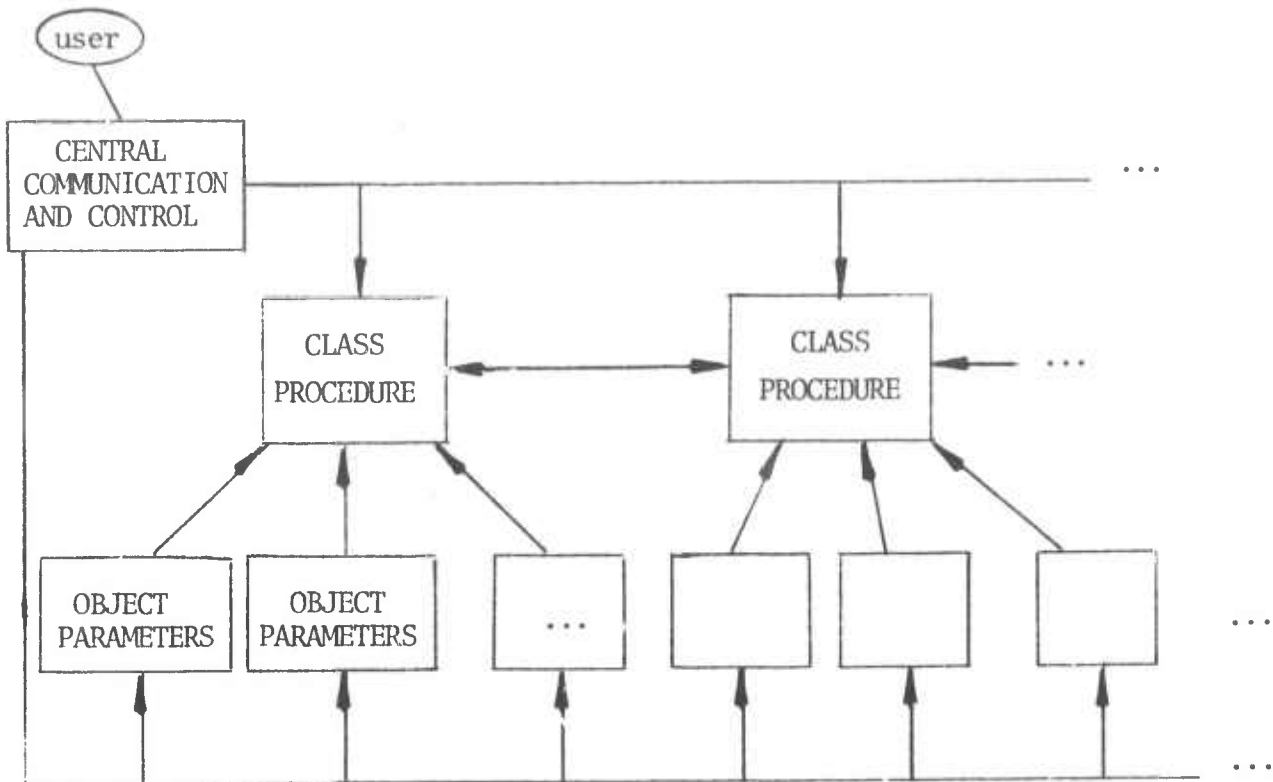 user
CENTRAL
COMMUNICATION
AND CONTROL
...
CLASS
PROCEDURE
CLASS
PROCEDURE
...
OBJECT
PARAMETERS
OBJECT
PARAMETERS
...
...
...